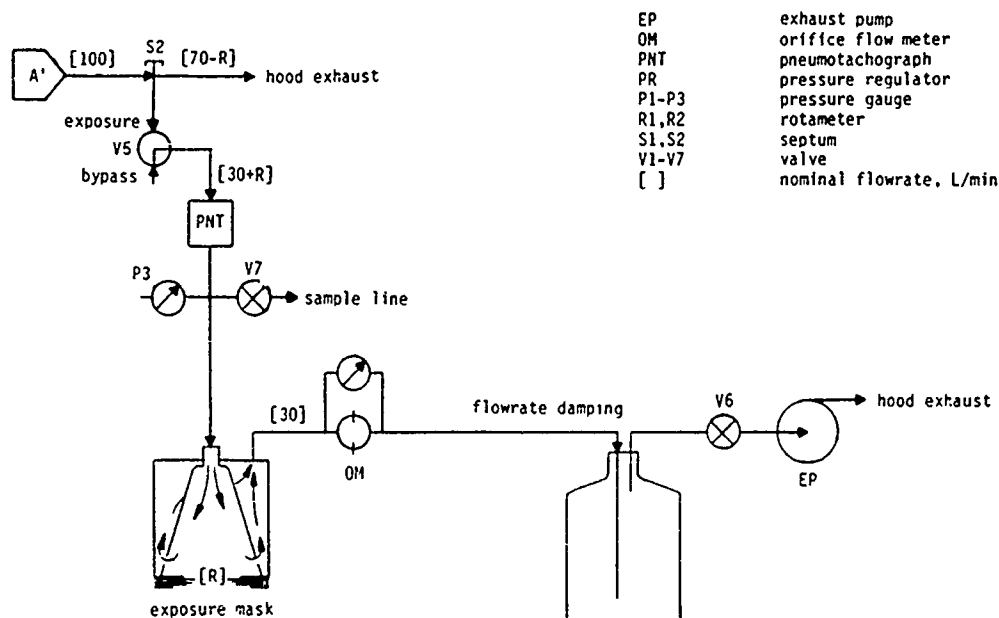 EP exhaust pump
OM orifice flow meter
PNT pneumotachograph
PR pressure regulator
P1-P3 pressure gauge
R1,R2 rotameter
S1,S2 septum
V1-V7 valve
[ ] nominal flowrate, L/min
S2
[100] [70-R]
A' hood exhaust
exposure
V5
bypass [30+R]
PNT
P3 V7
sample line
[30] flowrate damping V6 hood exhaust
OM EP
[R]
exposure mask